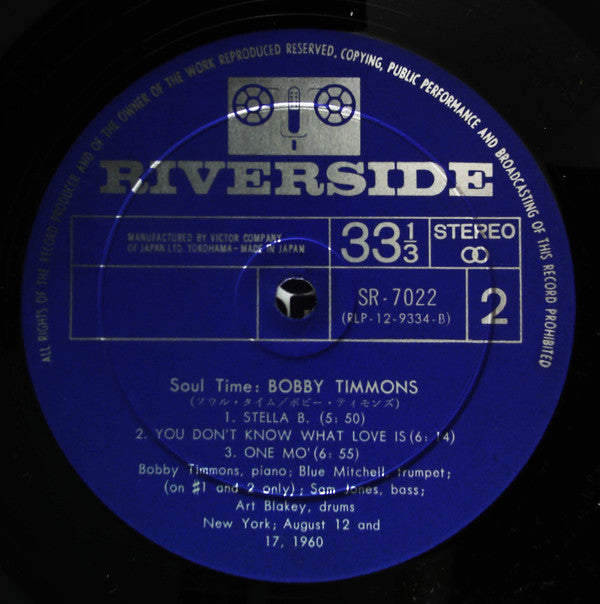 ALL RIGHTS OF THE RECORD PRODUCER AND OF THE OWNER OF THE WORK REPRODUCED RESERVED. COPYING, PUBLIC PERFORMANCE AND BROADCASTING OF THIS RECORD PROHIBITED
RIVERSIDE
MANUFACTURED BY VICTOR COMPANY
OF JAPAN LTD. YOKOHAMA-MADE IN JAPAN
33 1/3
STEREO
SR-7022
(RLP-12-9334-B)
2
Soul Time: BOBBY TIMMONS
(ソウル・タイム/ボビー・ティモンズ)
1. STELLA B. (5: 50)
2. YOU DON'T KNOW WHAT LOVE IS (6: 14)
3. ONE MO' (6: 55)
Bobby Timmons, piano; Blue Mitchell, trumpet;
(on #1 and 2 only); Sam Jones, bass;
Art Blakey, drums
New York; August 12 and
17, 1960